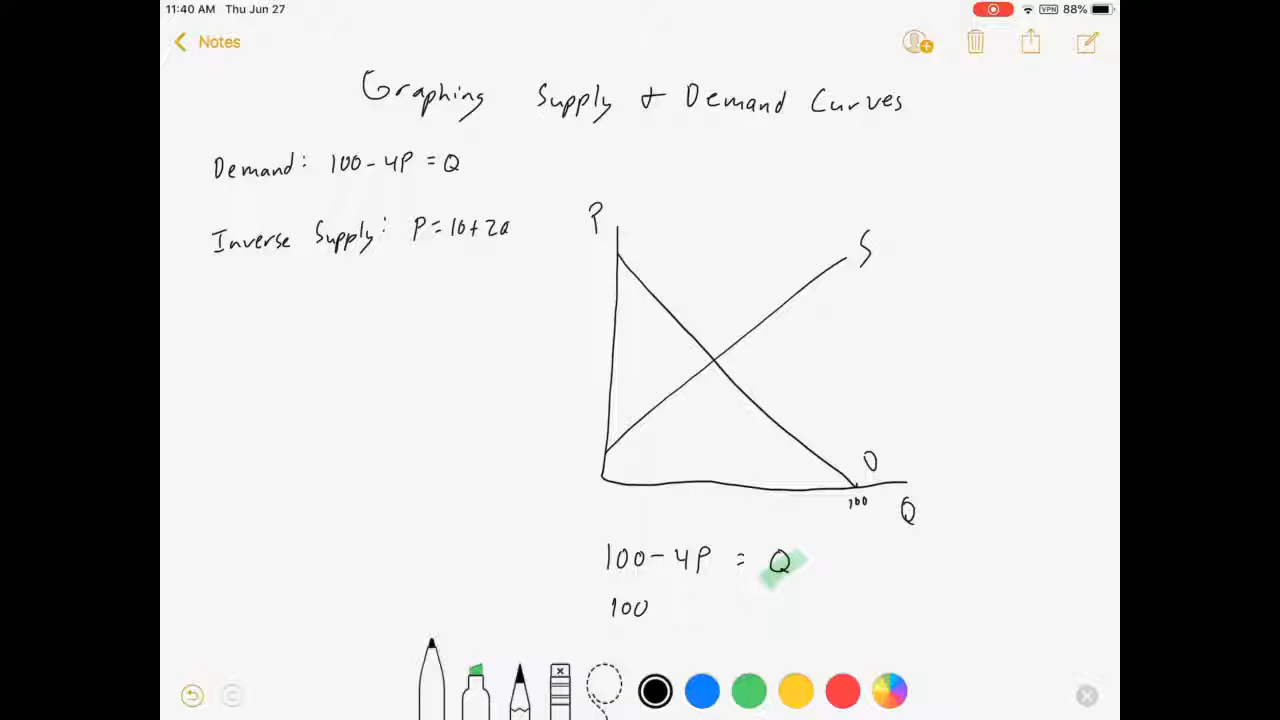 11:40 AM Thu Jun 27
VPN 88%
Notes
Graphing Supply + Demand Curves
Demand: 100 - 4P = Q
Inverse Supply: P = 10 + 2Q
P
S
D
100
Q
100 - 4P = Q
100